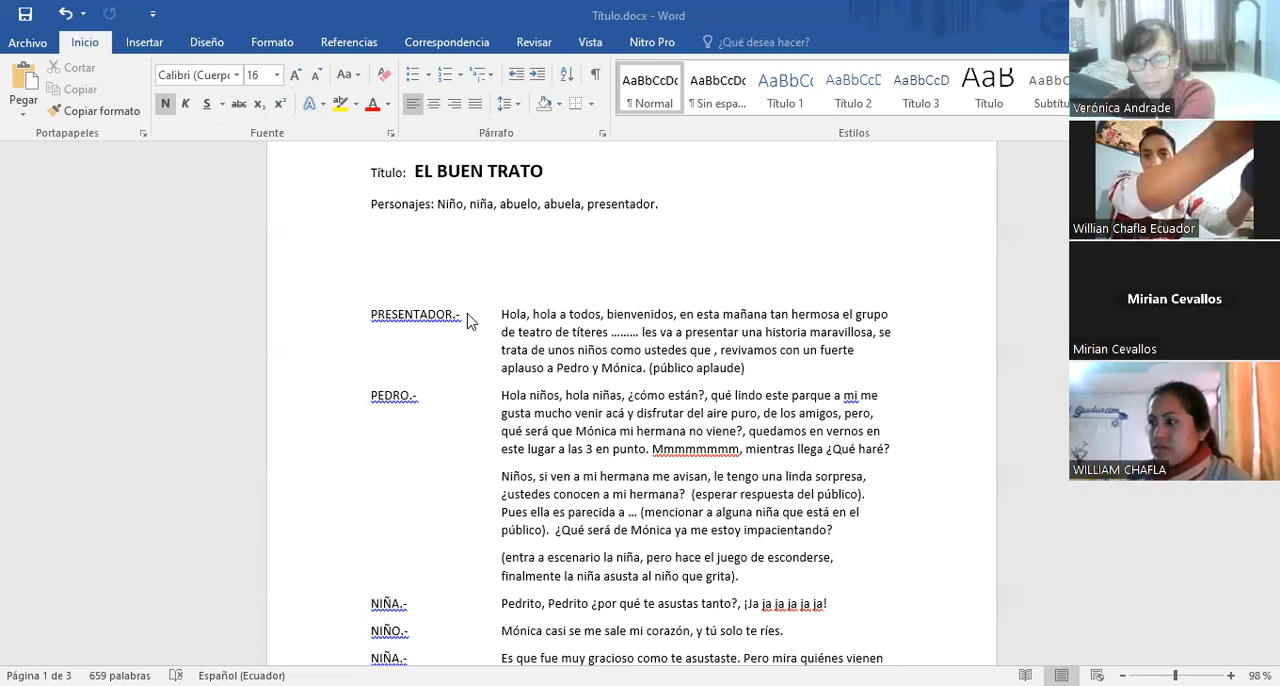 Título.docx - Word
Archivo Inicio Insertar Diseño Formato Referencias Correspondencia Revisar Vista Nitro Pro ¿Qué desea hacer?
Pegar
Cortar
Copiar
Copiar formato
Portapapeles
Calibri (Cuerpo 16
N K S abc x₂ x²
Fuente
Párrafo
AaBbCcDc AaBbCcDc AaBbCc AaBbCcD AaBbCcD AaB AaBbCcD
¶ Normal ¶ Sin espa... Título 1 Título 2 Título 3 Título Subtítu
Estilos
Título: EL BUEN TRATO
Personajes: Niño, niña, abuelo, abuela, presentador.
PRESENTADOR.- Hola, hola a todos, bienvenidos, en esta mañana tan hermosa el grupo
de teatro de títeres ……… les va a presentar una historia maravillosa, se
trata de unos niños como ustedes que , revivamos con un fuerte
aplauso a Pedro y Mónica. (público aplaude)
PEDRO.- Hola niños, hola niñas, ¿cómo están?, qué lindo este parque a mi me
gusta mucho venir acá y disfrutar del aire puro, de los amigos, pero,
qué será que Mónica mi hermana no viene?, quedamos en vernos en
este lugar a las 3 en punto. Mmmmmmmm, mientras llega ¿Qué haré?
Niños, si ven a mi hermana me avisan, le tengo una linda sorpresa,
¿ustedes conocen a mi hermana? (esperar respuesta del público).
Pues ella es parecida a … (mencionar a alguna niña que está en el
público). ¿Qué será de Mónica ya me estoy impacientando?
(entra a escenario la niña, pero hace el juego de esconderse,
finalmente la niña asusta al niño que grita).
NIÑA.- Pedrito, Pedrito ¿por qué te asustas tanto?, ¡Ja ja ja ja ja ja!
NIÑO.- Mónica casi se me sale mi corazón, y tú solo te ríes.
NIÑA.- Es que fue muy gracioso como te asustaste. Pero mira quiénes vienen
Página 1 de 3 659 palabras Español (Ecuador) 98 %
Verónica Andrade
Willian Chafla Ecuador
Mirian Cevallos
Mirian Cevallos
Graduación
WILLIAM CHAFLA